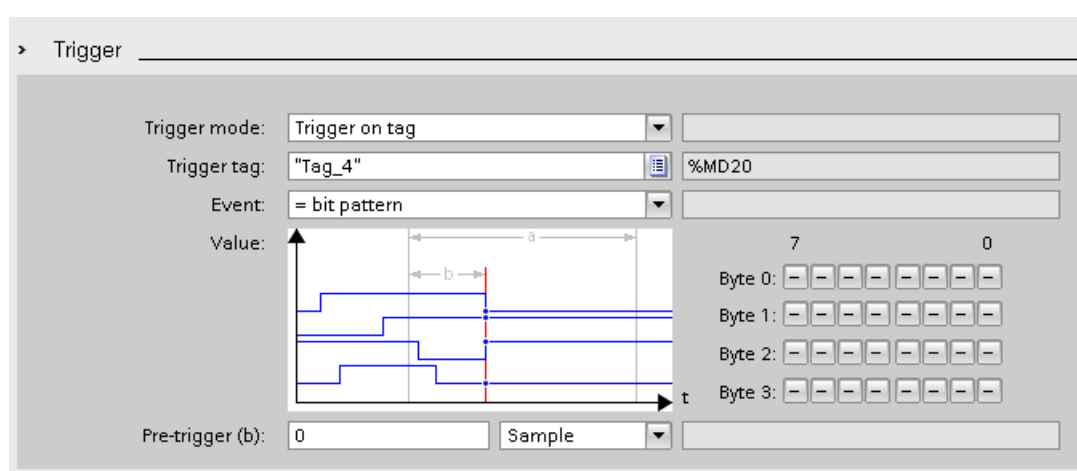 Trigger
Trigger mode: Trigger on tag
Trigger tag: "Tag_4" %MD20
Event: = bit pattern
Value:
a
b
t
7 0
Byte 0: - - - - - - - -
Byte 1: - - - - - - - -
Byte 2: - - - - - - - -
Byte 3: - - - - - - - -
Pre-trigger (b): 0 Sample